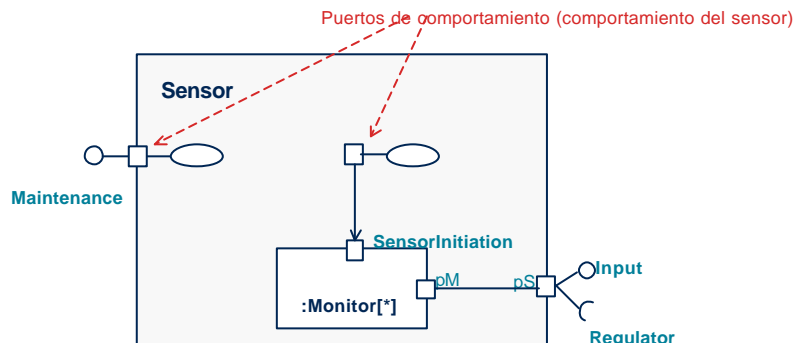 Puertos de comportamiento (comportamiento del sensor)
Sensor
Maintenance
SensorInitiation
pM
pS
Input
:Monitor[*]
Regulator